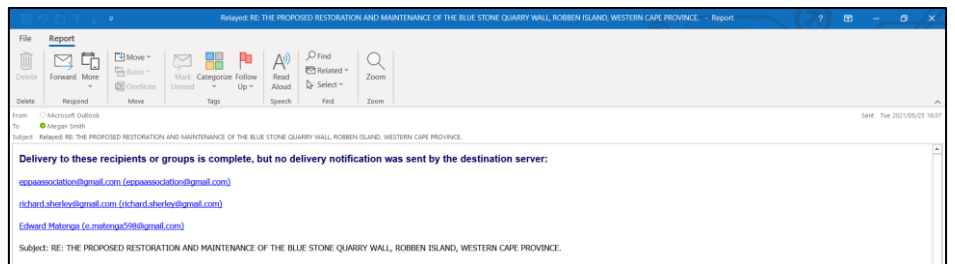 Relayed: RE: THE PROPOSED RESTORATION AND MAINTENANCE OF THE BLUE STONE QUARRY WALL, ROBBEN ISLAND, WESTERN CAPE PROVINCE. - Report
File Report
Delete Forward More Move Rules OneNote Mark Unread Categorize Follow Up Read Aloud Find Related Select Zoom
Delete Respond Move Tags Speech Find Zoom
From Microsoft Outlook Sent Tue 2021/05/25 16:37
To Megan Smith
Subject Relayed: RE: THE PROPOSED RESTORATION AND MAINTENANCE OF THE BLUE STONE QUARRY WALL, ROBBEN ISLAND, WESTERN CAPE PROVINCE.
Delivery to these recipients or groups is complete, but no delivery notification was sent by the destination server:
eppaassociation@gmail.com (eppaassociation@gmail.com)
richard.sherley@gmail.com (richard.sherley@gmail.com)
Edward Matenga (e.matenga598@gmail.com)
Subject: RE: THE PROPOSED RESTORATION AND MAINTENANCE OF THE BLUE STONE QUARRY WALL, ROBBEN ISLAND, WESTERN CAPE PROVINCE.